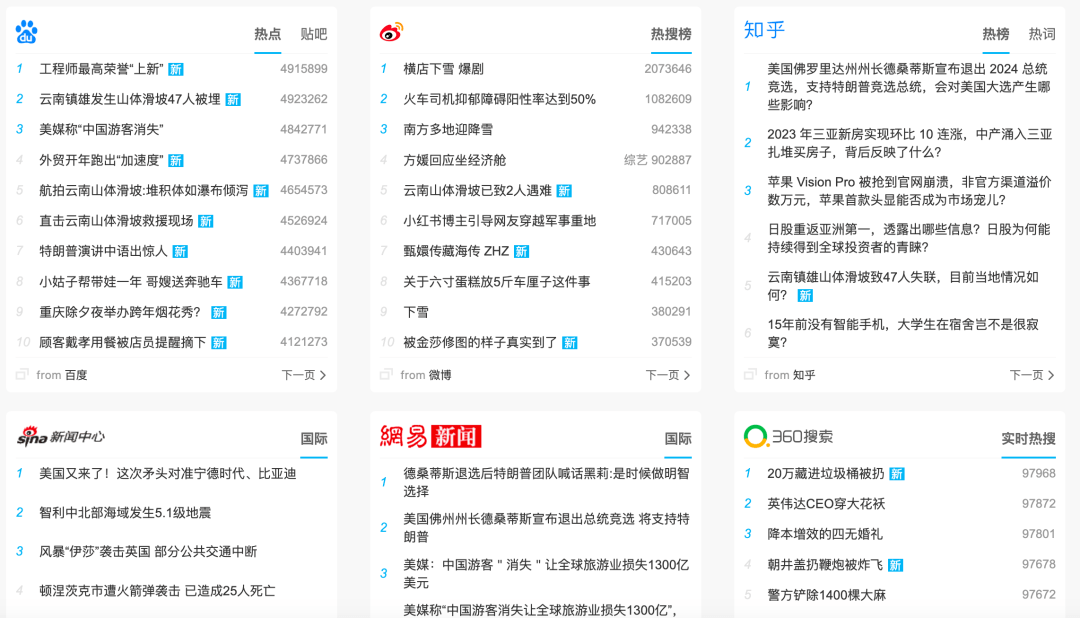 du
热点 贴吧
1 工程师最高荣誉“上新” 新 4915899
2 云南镇雄发生山体滑坡47人被埋 新 4923262
3 美媒称“中国游客消失” 4842771
4 外贸开年跑出“加速度” 新 4737866
5 航拍云南山体滑坡:堆积体如瀑布倾泻 新 4654573
6 直击云南山体滑坡救援现场 新 4526924
7 特朗普演讲中语出惊人 新 4403941
8 小姑子帮带娃一年 哥嫂送奔驰车 新 4367718
9 重庆除夕夜举办跨年烟花秀? 新 4272792
10 顾客戴孝用餐被店员提醒摘下 新 4121273
from 百度 下一页
热搜榜
1 横店下雪 爆剧 2073646
2 火车司机抑郁障碍阳性率达到50% 1082609
3 南方多地迎降雪 942338
4 方媛回应坐经济舱 综艺 902887
5 云南山体滑坡已致2人遇难 新 808611
6 小红书博主引导网友穿越军事重地 717005
7 甄嬛传藏海传 ZHZ 新 430643
8 关于六寸蛋糕放5斤车厘子这件事 415203
9 下雪 380291
10 被金莎修图的样子真实到了 新 370539
from 微博 下一页
知乎 热榜 热词
1 美国佛罗里达州州长德桑蒂斯宣布退出 2024 总统
竞选，支持特朗普竞选总统，会对美国大选产生哪
些影响?
2 2023 年三亚新房实现环比 10 连涨，中产涌入三亚
扎堆买房子，背后反映了什么?
3 苹果 Vision Pro 被抢到官网崩溃，非官方渠道溢价
数万元，苹果首款头显能否成为市场宠儿?
4 日股重返亚洲第一，透露出哪些信息? 日股为何能
持续得到全球投资者的青睐?
5 云南镇雄山体滑坡致47人失联，目前当地情况如
何? 新
6 15年前没有智能手机，大学生在宿舍岂不是很寂
寞?
from 知乎 下一页
sina 新闻中心 国际
1 美国又来了！这次矛头对准宁德时代、比亚迪
2 智利中北部海域发生5.1级地震
3 风暴“伊莎”袭击英国 部分公共交通中断
4 顿涅茨克市遭火箭弹袭击 已造成25人死亡
網易新闻 国际
1 德桑蒂斯退选后特朗普团队喊话黑莉:是时候做明智
选择
2 美国佛州州长德桑蒂斯宣布退出总统竞选 将支持特
朗普
3 美媒：中国游客＂消失＂让全球旅游业损失1300亿
美元
美媒称“中国游客消失让全球旅游业损失1300亿”，
360搜索 实时热搜
1 20万藏进垃圾桶被扔 新 97968
2 英伟达CEO穿大花袄 97872
3 降本增效的四无婚礼 97801
4 朝井盖扔鞭炮被炸飞 新 97678
5 警方铲除1400棵大麻 97672